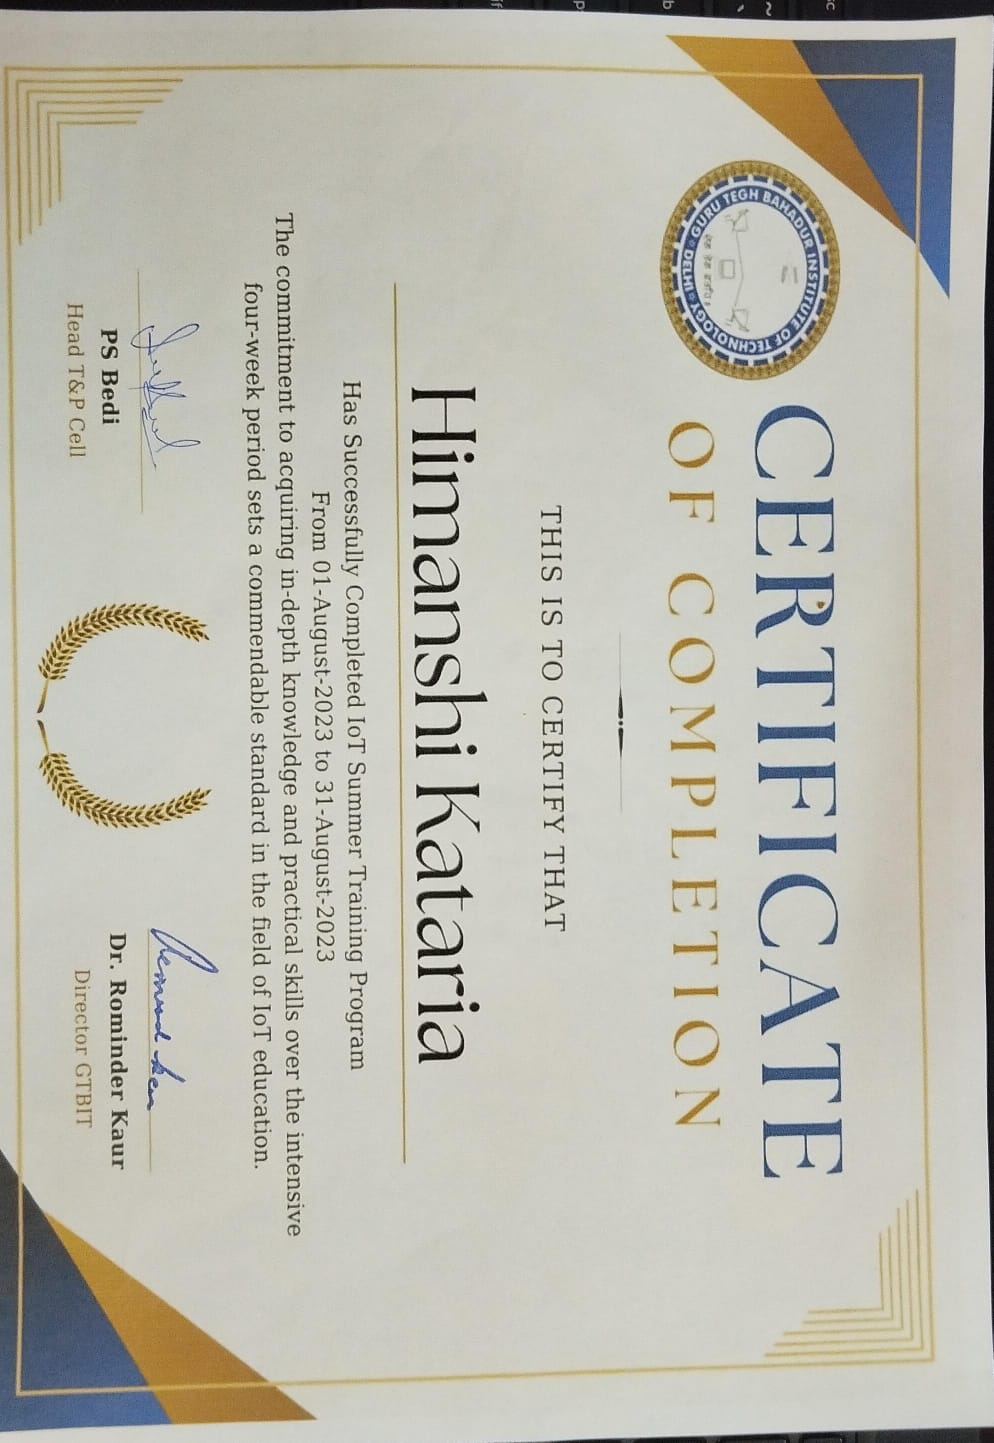 GURU TEGH BAHADUR INSTITUTE OF TECHNOLOGY
DELHI
CERTIFICATE
OF COMPLETION
THIS IS TO CERTIFY THAT
Himanshi Kataria
Has Successfully Completed IoT Summer Training Program
From 01-August-2023 to 31-August-2023
The commitment to acquiring in-depth knowledge and practical skills over the intensive
four-week period sets a commendable standard in the field of IoT education.
PS Bedi
Head T&P Cell
Dr. Rominder Kaur
Director GTBIT